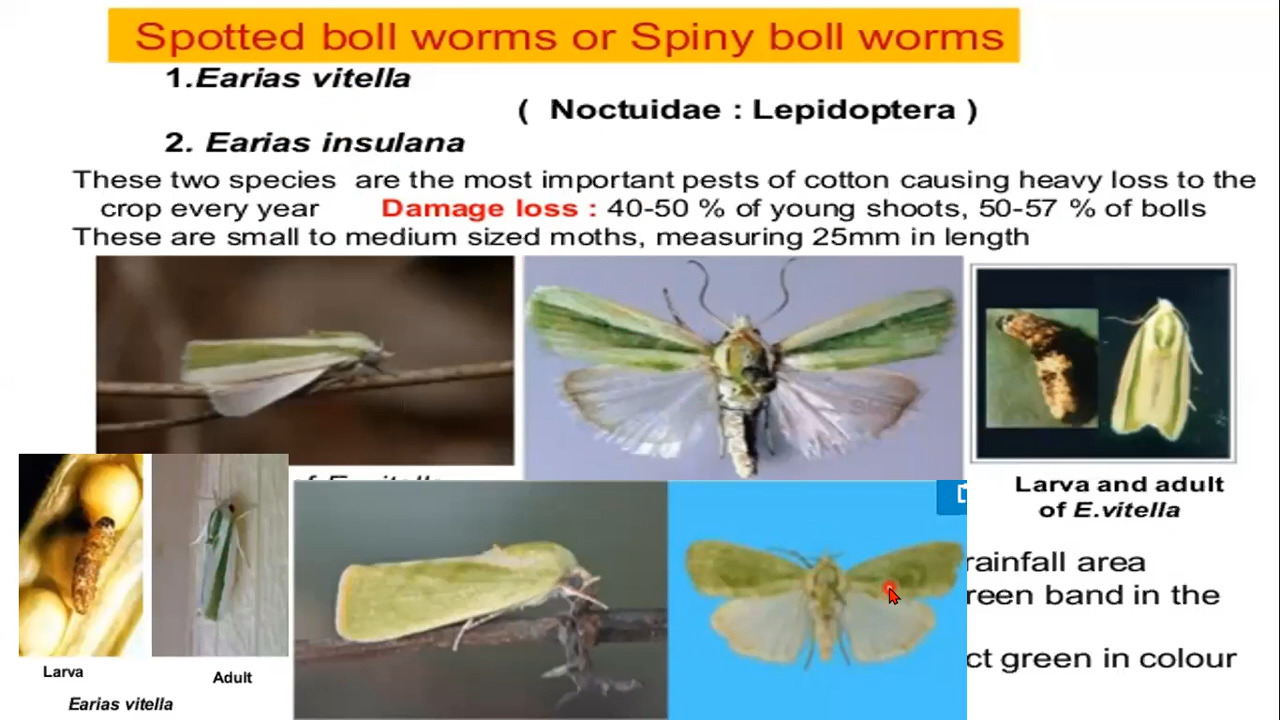 Spotted boll worms or Spiny boll worms
1.Earias vitella
( Noctuidae : Lepidoptera )
2. Earias insulana
These two species are the most important pests of cotton causing heavy loss to the
crop every year Damage loss : 40-50 % of young shoots, 50-57 % of bolls
These are small to medium sized moths, measuring 25mm in length
Larva and adult
of E.vitella
rainfall area
reen band in the
ct green in colour
Larva
Adult
Earias vitella